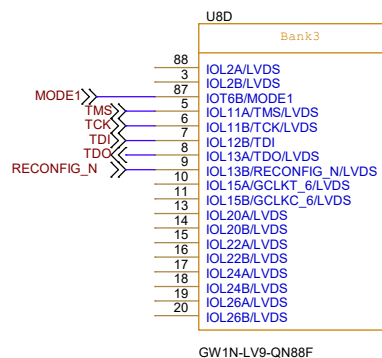 U8D
Bank3
88 IOL2A/LVDS
3 IOL2B/LVDS
MODE1 87 IOT6B/MODE1
TMS 5 IOL11A/TMS/LVDS
TCK 6 IOL11B/TCK/LVDS
TDI 7 IOL12B/TDI
TDO 8 IOL13A/TDO/LVDS
RECONFIG_N 9 IOL13B/RECONFIG_N/LVDS
10 IOL15A/GCLKT_6/LVDS
11 IOL15B/GCLKC_6/LVDS
13 IOL20A/LVDS
14 IOL20B/LVDS
15 IOL22A/LVDS
16 IOL22B/LVDS
17 IOL24A/LVDS
18 IOL24B/LVDS
19 IOL26A/LVDS
20 IOL26B/LVDS
GW1N-LV9-QN88F